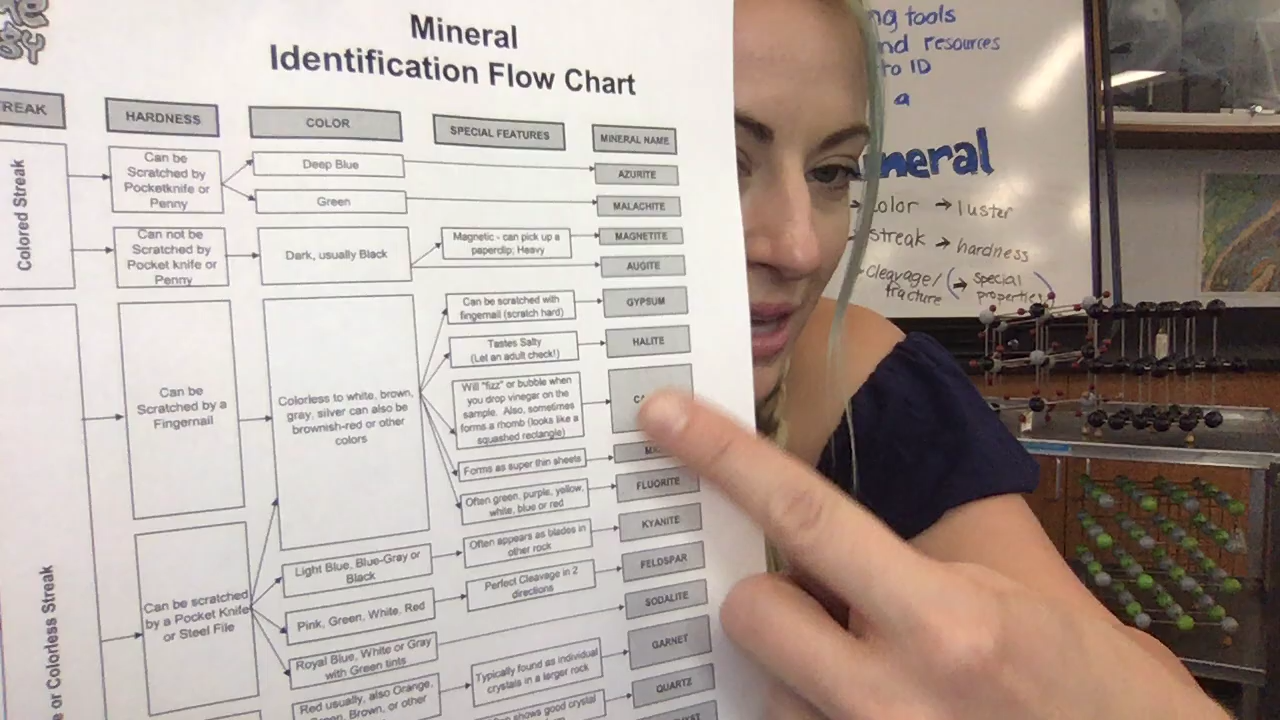 Mineral
Identification Flow Chart
HARDNESS
COLOR
SPECIAL FEATURES
MINERAL NAME
Colored Streak
Can be
Scratched by
Pocketknife or
Penny
Deep Blue
AZURITE
Green
MALACHITE
Can not be
Scratched by
Pocket knife or
Penny
Dark, usually Black
Magnetic - can pick up a
paperclip; Heavy
MAGNETITE
AUGITE
or Colorless Streak
Can be
Scratched by a
Fingernail
Colorless to white, brown,
gray, silver can also be
brownish-red or other
colors
Can be scratched with
fingernail (scratch hard)
GYPSUM
Tastes Salty
(Let an adult check!)
HALITE
Will "fizz" or bubble when
you drop vinegar on the
sample. Also, sometimes
forms a rhomb (looks like a
squashed rectangle)
Forms as super thin sheets
Often green, purple, yellow,
white, blue or red
FLUORITE
Can be scratched
by a Pocket Knife
or Steel File
Light Blue, Blue-Gray or
Black
Often appears as blades in
other rock
KYANITE
Pink, Green, White, Red
Perfect Cleavage in 2
directions
FELDSPAR
Royal Blue, White or Gray
with Green tints
SODALITE
Red usually, also Orange,
Brown, or other
Typically found as individual
crystals in a larger rock
GARNET
shows good crystal
QUARTZ
tools
resources
to ID
a
color → luster
streak → hardness
Cleavage/
fracture
(→ special
properties)